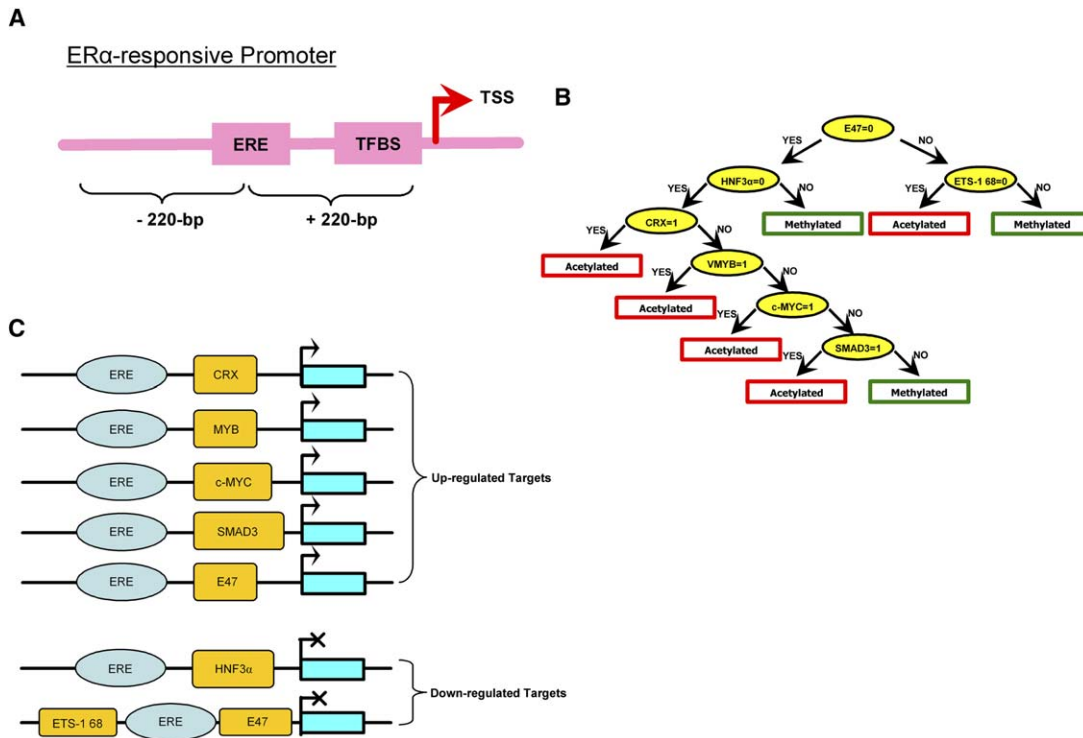 A
ERα-responsive Promoter
TSS
ERE
TFBS
- 220-bp
+ 220-bp
B
E47=0
YES
NO
HNF3α=0
ETS-1 68=0
YES
NO
YES
NO
CRX=1
Methylated
Acetylated
Methylated
YES
NO
Acetylated
VMYB=1
YES
NO
Acetylated
c-MYC=1
YES
NO
Acetylated
SMAD3=1
YES
NO
Acetylated
Methylated
C
ERE
CRX
ERE
MYB
ERE
c-MYC
Up-regulated Targets
ERE
SMAD3
ERE
E47
ERE
HNF3α
Down-regulated Targets
ETS-1 68
ERE
E47